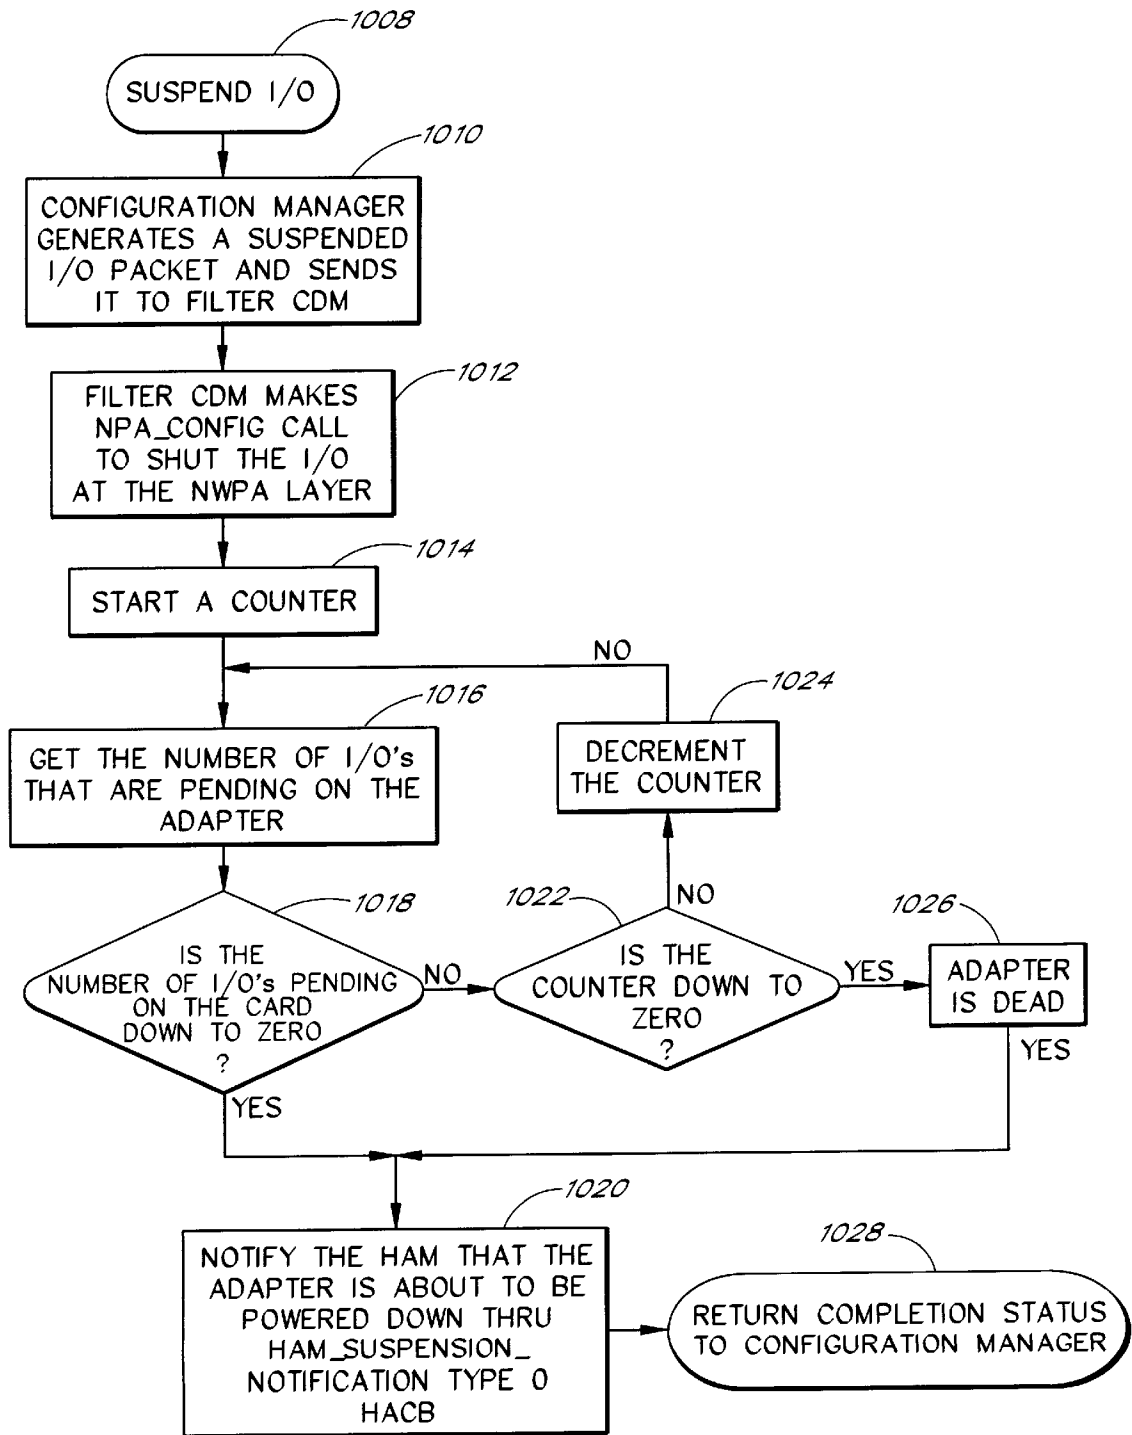 1008
SUSPEND I/O
1010
CONFIGURATION MANAGER
GENERATES A SUSPENDED
I/O PACKET AND SENDS
IT TO FILTER CDM
1012
FILTER CDM MAKES
NPA_CONFIG CALL
TO SHUT THE I/O
AT THE NWPA LAYER
1014
START A COUNTER
NO
1016
GET THE NUMBER OF I/O's
THAT ARE PENDING ON THE
ADAPTER
1024
DECREMENT
THE COUNTER
NO
1018
IS THE
NUMBER OF I/O's PENDING
ON THE CARD
DOWN TO ZERO
?
NO
YES
1022
IS THE
COUNTER DOWN TO
ZERO
?
YES
1026
ADAPTER
IS DEAD
YES
1020
NOTIFY THE HAM THAT THE
ADAPTER IS ABOUT TO BE
POWERED DOWN THRU
HAM_SUSPENSION_
NOTIFICATION TYPE 0
HACB
1028
RETURN COMPLETION STATUS
TO CONFIGURATION MANAGER